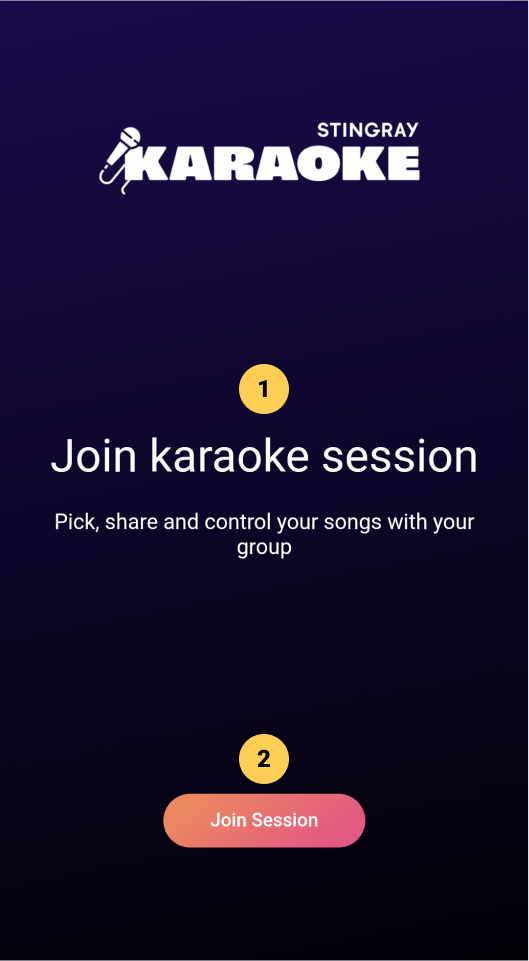 STINGRAY
KARAOKE
1
Join karaoke session
Pick, share and control your songs with your
group
2
Join Session